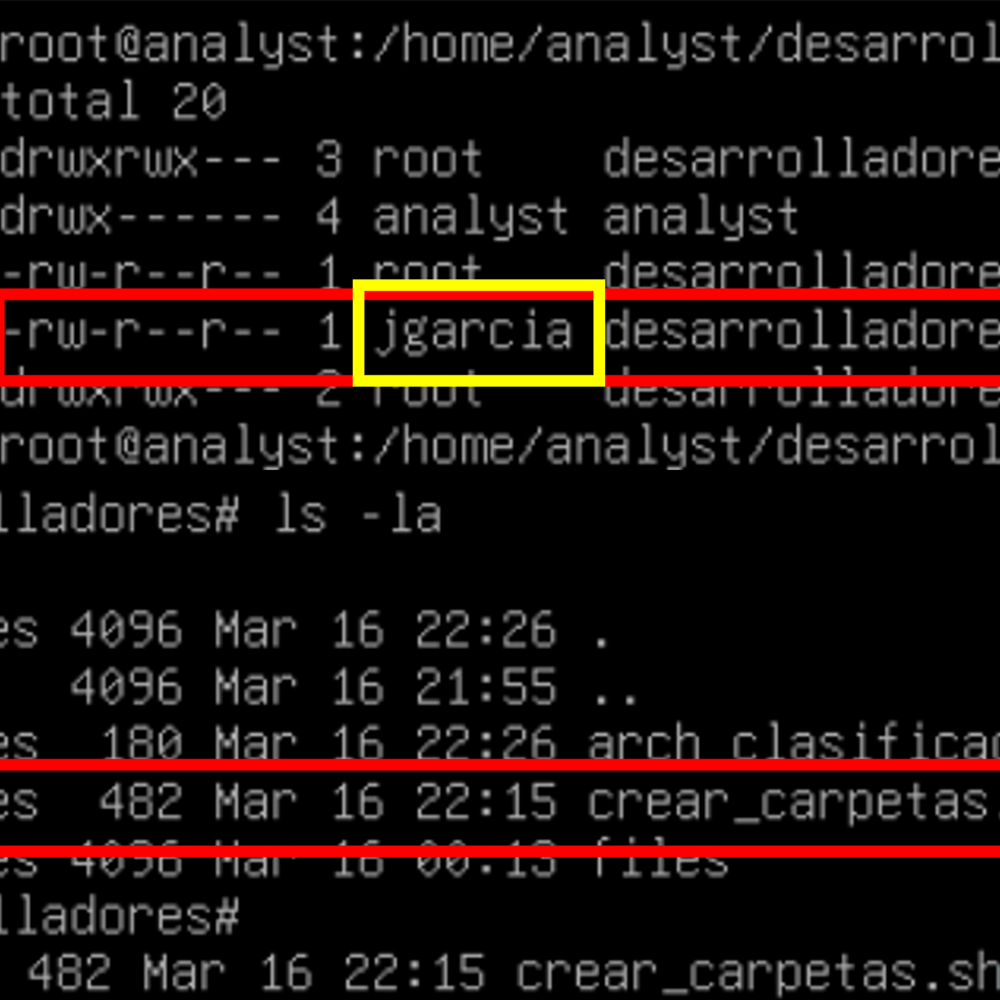 root@analyst:/home/analyst/desarrol
total 20
drwxrwx--- 3 root desarrolladore
drwx------ 4 analyst analyst
-rw-r--r-- 1 root desarrolladore
-rw-r--r-- 1 jgarcia desarrolladore
drwxrwx--- 2 root desarrolladore
root@analyst:/home/analyst/desarrol
lladores# ls -la
es 4096 Mar 16 22:26 .
4096 Mar 16 21:55 ..
es 180 Mar 16 22:26 arch_clasificad
es 482 Mar 16 22:15 crear_carpetas.
es 4096 Mar 16 00:13 files
lladores#
482 Mar 16 22:15 crear_carpetas.sh